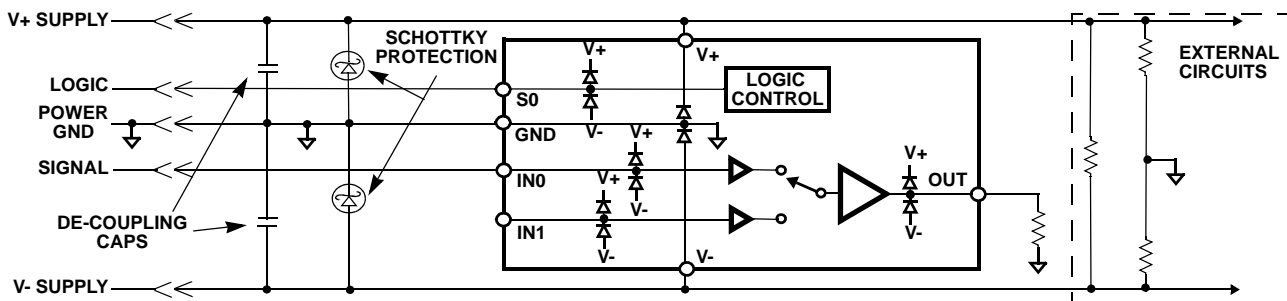 V+ SUPPLY
LOGIC
POWER
GND
SIGNAL
DE-COUPLING
CAPS
V- SUPPLY
SCHOTTKY
PROTECTION
S0
GND
IN0
IN1
V+
V-
V+
V-
V+
V-
V+
LOGIC
CONTROL
V+
OUT
V-
V-
EXTERNAL
CIRCUITS